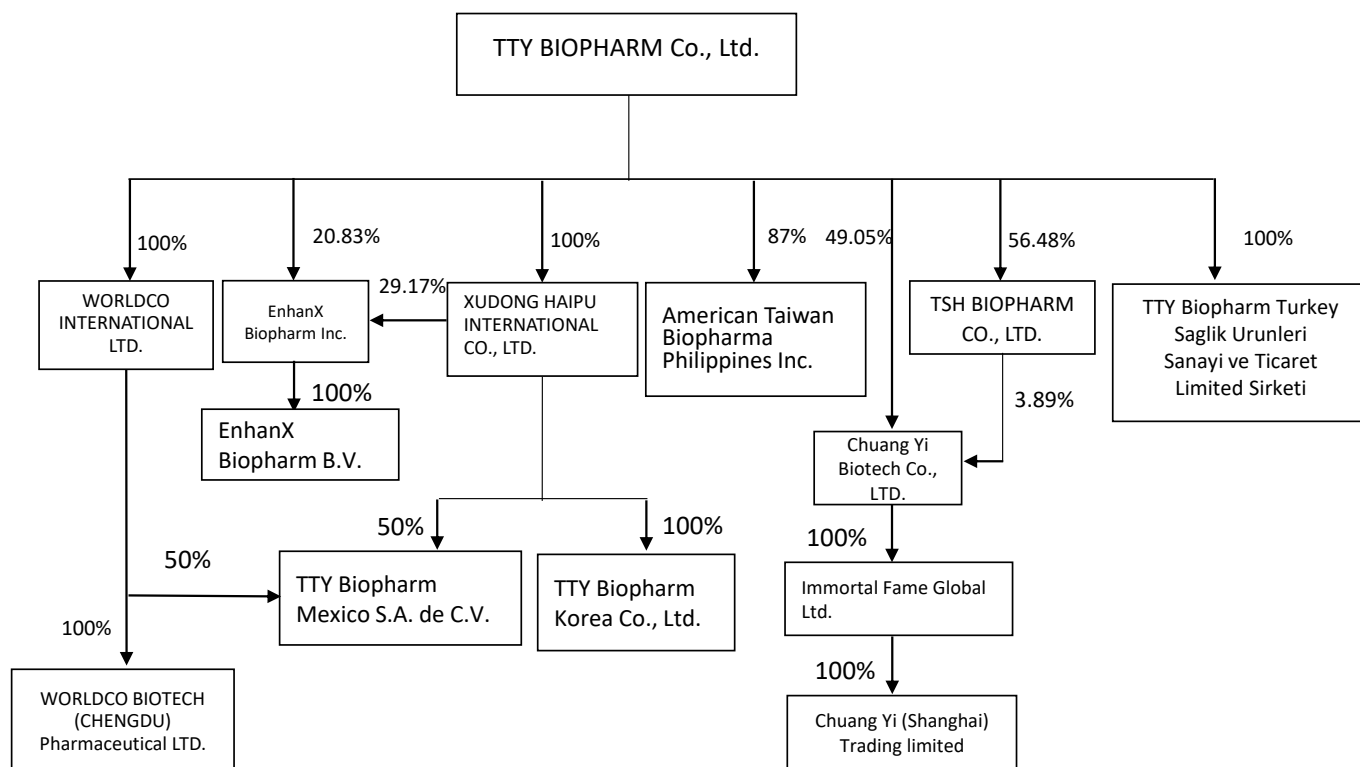 TTY BIOPHARM Co., Ltd.
100%
20.83%
100%
87%
49.05%
56.48%
100%
29.17%
WORLDCO
INTERNATIONAL
LTD.
EnhanX
Biopharm Inc.
XUDONG HAIPU
INTERNATIONAL
CO., LTD.
American Taiwan
Biopharma
Philippines Inc.
TSH BIOPHARM
CO., LTD.
TTY Biopharm Turkey
Saglik Urunleri
Sanayi ve Ticaret
Limited Sirketi
100%
3.89%
EnhanX
Biopharm B.V.
Chuang Yi
Biotech Co.,
LTD.
50%
100%
100%
50%
TTY Biopharm
Mexico S.A. de C.V.
TTY Biopharm
Korea Co., Ltd.
Immortal Fame Global
Ltd.
100%
100%
WORLDCO BIOTECH
(CHENGDU)
Pharmaceutical LTD.
Chuang Yi (Shanghai)
Trading limited